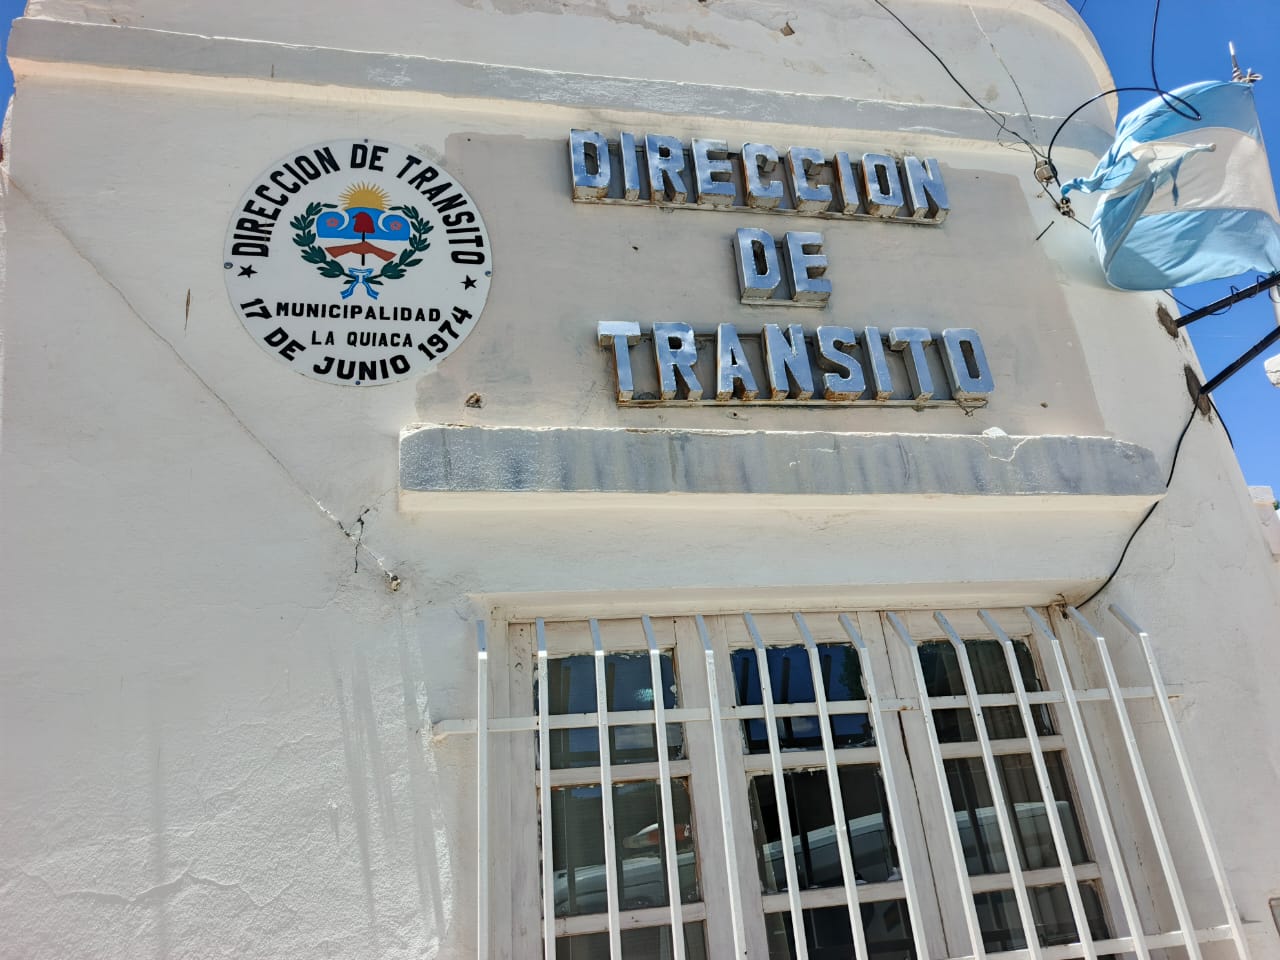 DIRECCION DE TRANSITO
MUNICIPALIDAD
LA QUIACA
17 DE JUNIO 1974
DIRECCION
DE
TRANSITO